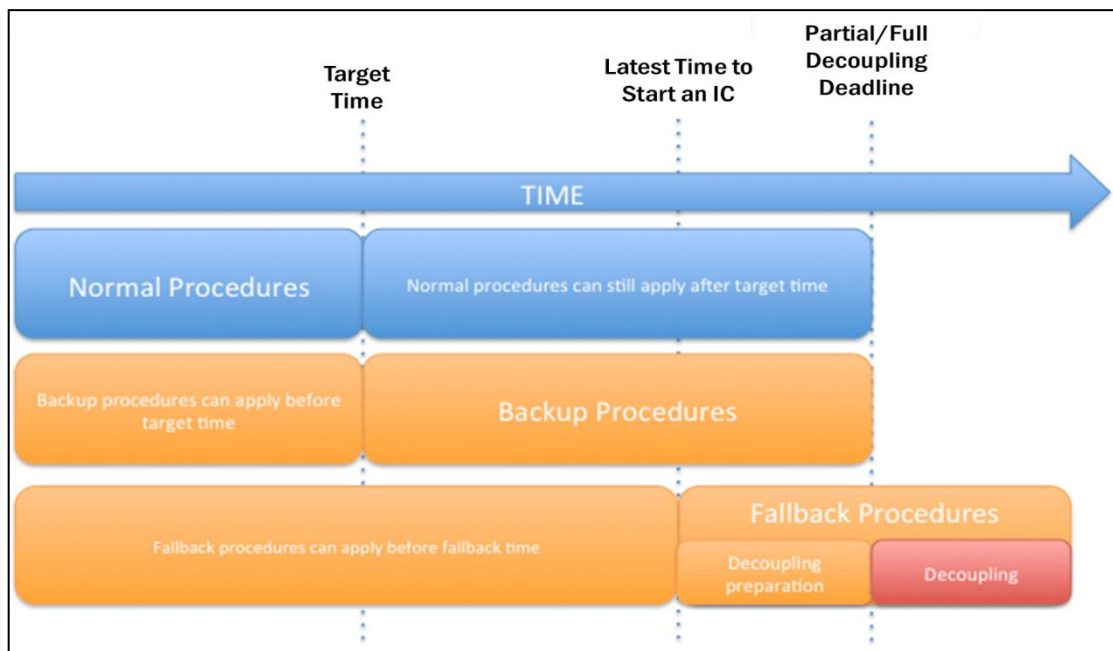 Target
Time
Latest Time to
Start an IC
Partial/Full
Decoupling
Deadline
TIME
Normal Procedures
Normal procedures can still apply after target time
Backup procedures can apply before
target time
Backup Procedures
Fallback procedures can apply before fallback time
Fallback Procedures
Decoupling
preparation
Decoupling